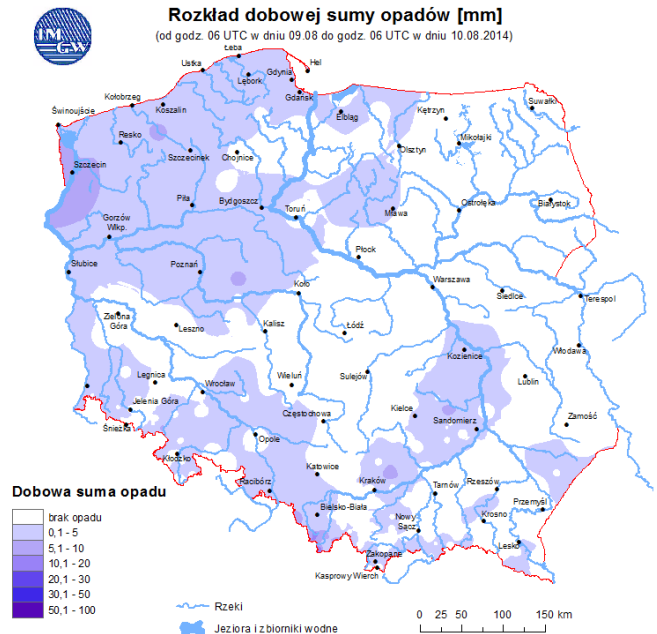 IM
GW
Rozkład dobowej sumy opadów [mm]
(od godz. 06 UTC w dniu 09.08 do godz. 06 UTC w dniu 10.08.2014)
Łeba
Ustka
Hel
Lębork
Gdynia
Gdańsk
Kołobrzeg
Koszalin
Świnoujście
Elbląg
Kętrzyn
Suwałki
Resko
Mikołajki
Olsztyn
Szczecinek
Chojnice
Szczecin
Piła
Bydgoszcz
Toruń
Mława
Ostrołęka
Białystok
Gorzów
Wlkp.
Płock
Słubice
Poznań
Koło
Warszawa
Siedlce
Terespol
Zielona
Góra
Leszno
Kalisz
Łódź
Kozienice
Włodawa
Legnica
Wrocław
Wieluń
Sulejów
Lublin
Jelenia Góra
Śnieżka
Częstochowa
Kielce
Sandomierz
Zamość
Opole
Kłodzko
Racibórz
Katowice
Kraków
Tarnów
Rzeszów
Przemyśl
Bielsko-Biała
Nowy
Sącz
Krosno
Lesko
Zakopane
Kasprowy Wierch
Dobowa suma opadu
brak opadu
0,1 - 5
5,1 - 10
10,1 - 20
20,1 - 30
30,1 - 50
50,1 - 100
Rzeki
Jeziora i zbiorniki wodne
0 25 50 100 150 km